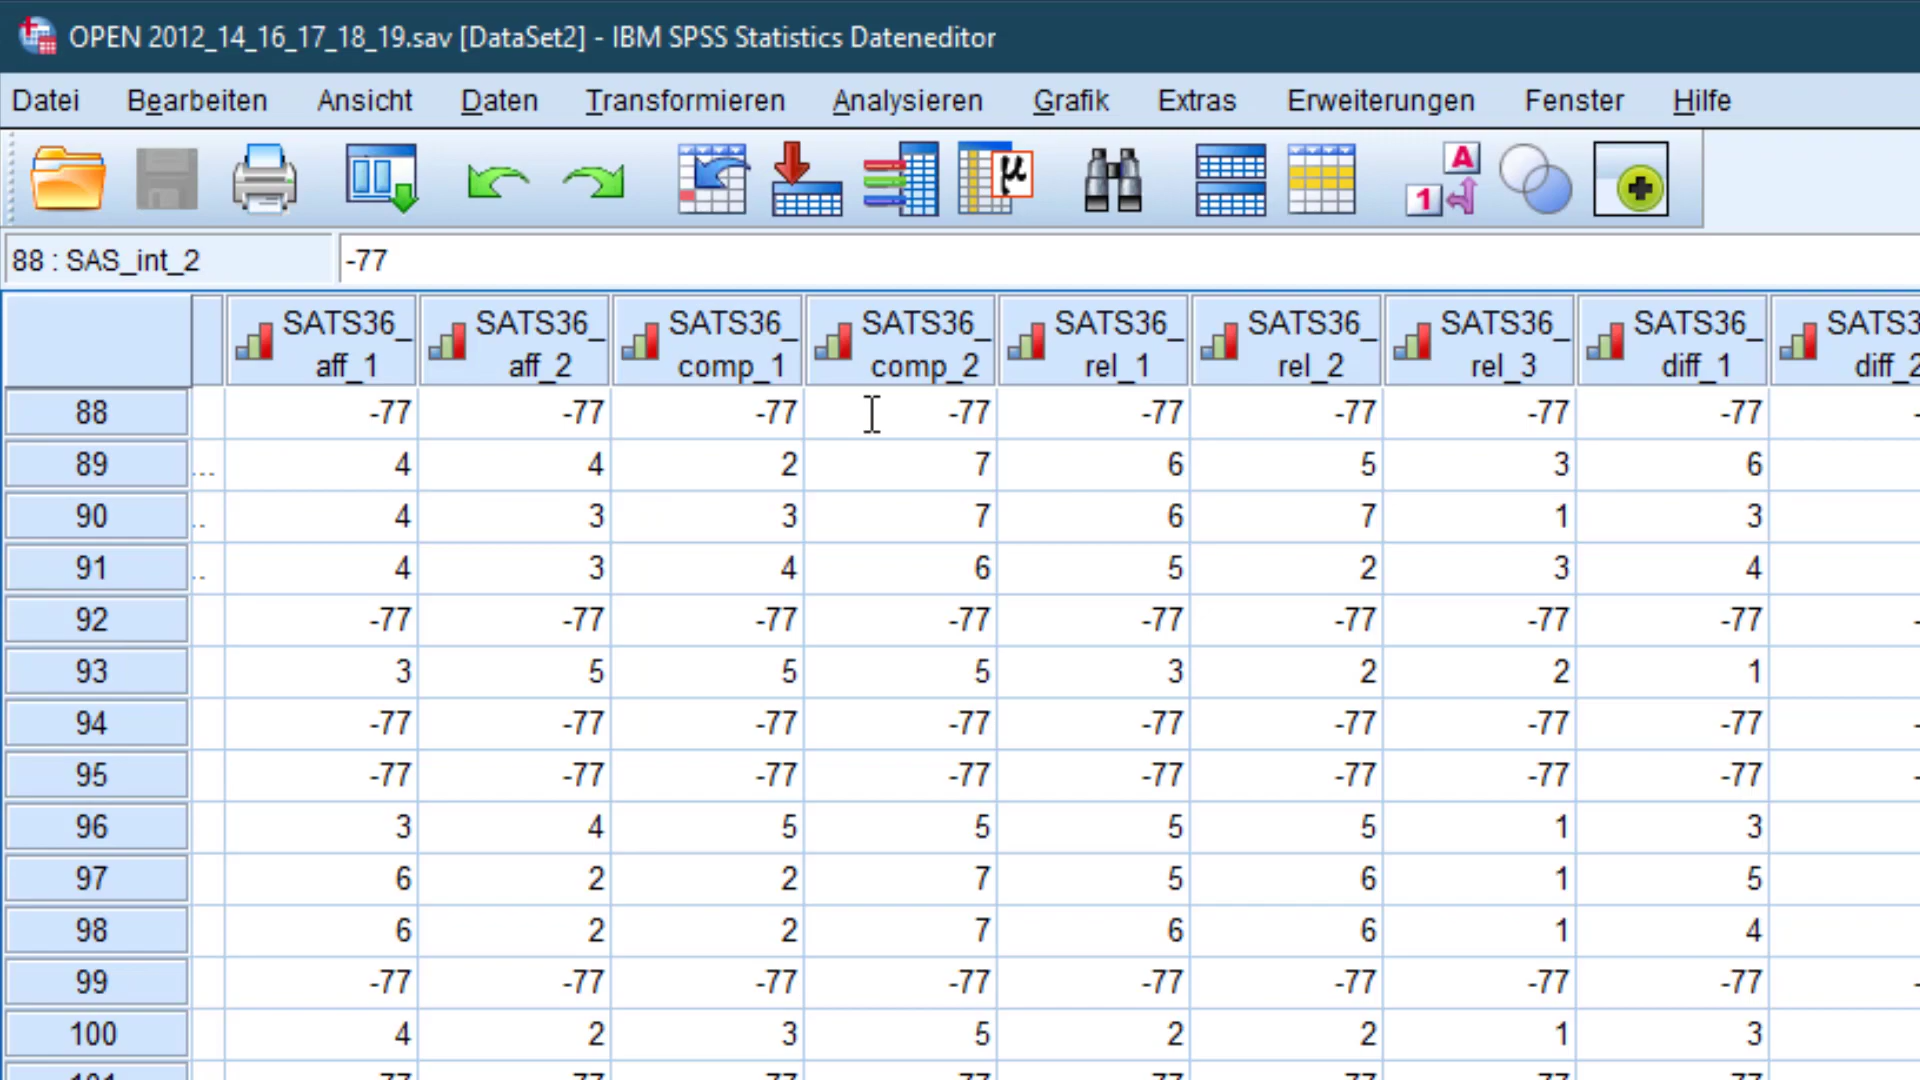 OPEN 2012_14_16_17_18_19.sav [DataSet2] - IBM SPSS Statistics Dateneditor
Datei Bearbeiten Ansicht Daten Transformieren Analysieren Grafik Extras Erweiterungen Fenster Hilfe
88 : SAS_int_2 -77
SATS36_aff_1 SATS36_aff_2 SATS36_comp_1 SATS36_comp_2 SATS36_rel_1 SATS36_rel_2 SATS36_rel_3 SATS36_diff_1
88 -77 -77 -77 -77 -77 -77 -77 -77
89 ... 4 4 2 7 6 5 3 6
90 .. 4 3 3 7 6 7 1 3
91 .. 4 3 4 6 5 2 3 4
92 -77 -77 -77 -77 -77 -77 -77 -77
93 3 5 5 5 3 2 2 1
94 -77 -77 -77 -77 -77 -77 -77 -77
95 -77 -77 -77 -77 -77 -77 -77 -77
96 3 4 5 5 5 5 1 3
97 6 2 2 7 5 6 1 5
98 6 2 2 7 6 6 1 4
99 -77 -77 -77 -77 -77 -77 -77 -77
100 4 2 3 5 2 2 1 3